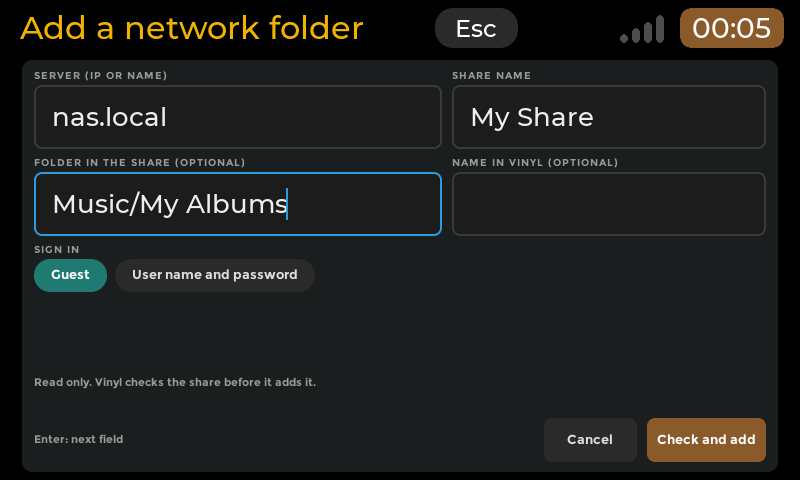 Add a network folder
Esc
00:05
SERVER (IP OR NAME)
SHARE NAME
nas.local
My Share
FOLDER IN THE SHARE (OPTIONAL)
NAME IN VINYL (OPTIONAL)
Music/My Albums
SIGN IN
Guest
User name and password
Read only. Vinyl checks the share before it adds it.
Enter: next field
Cancel
Check and add